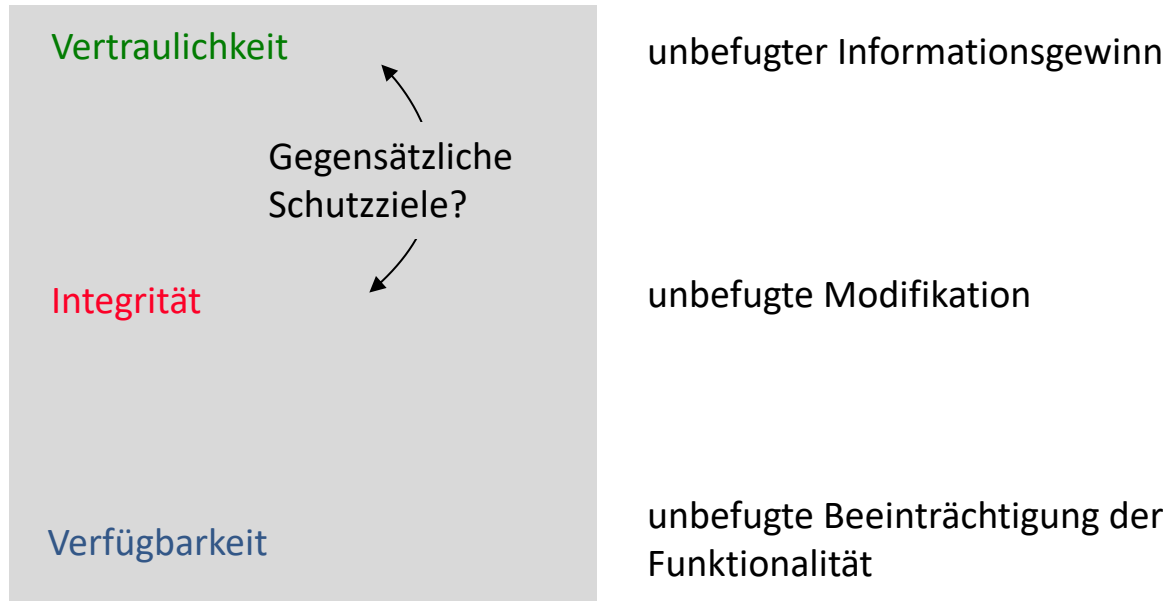 Vertraulichkeit
unbefugter Informationsgewinn
Gegensätzliche
Schutzziele?
Integrität
unbefugte Modifikation
Verfügbarkeit
unbefugte Beeinträchtigung der
Funktionalität